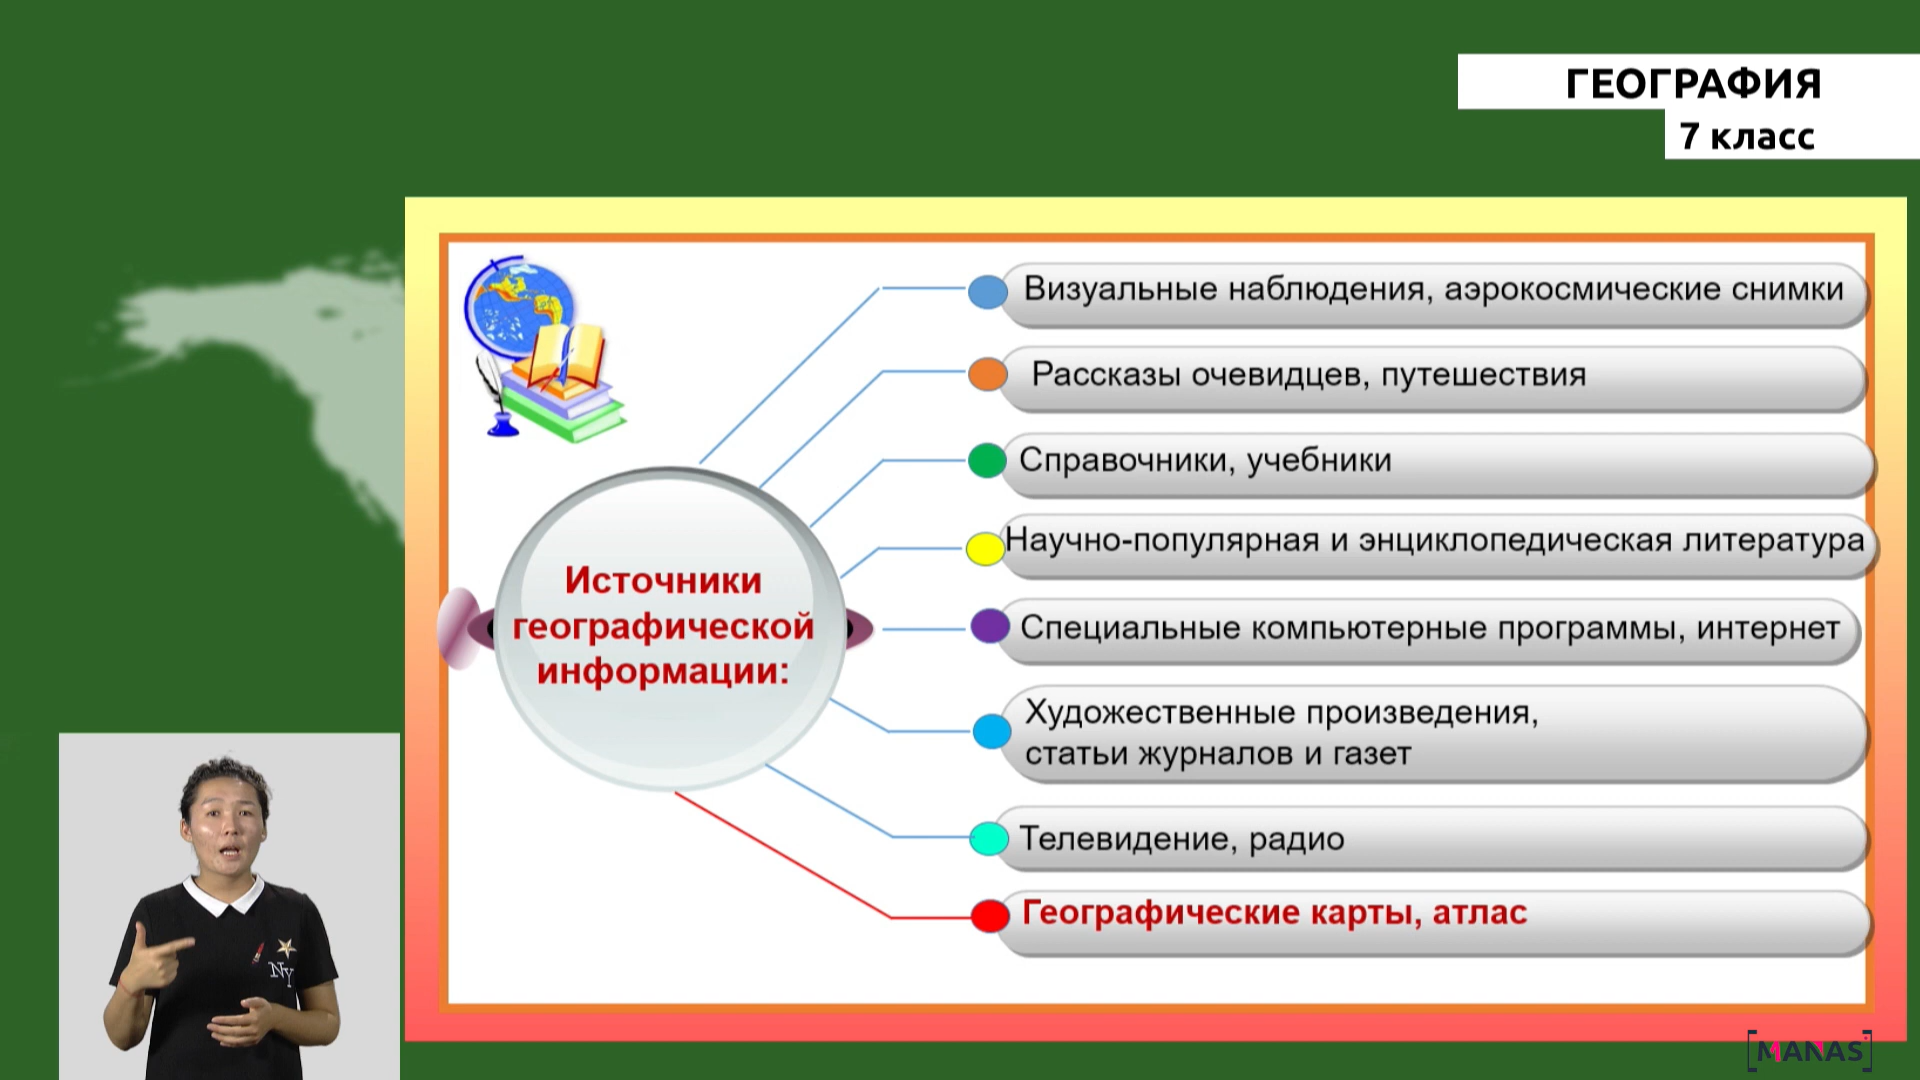 ГЕОГРАФИЯ
7 класс
Визуальные наблюдения, аэрокосмические снимки
Рассказы очевидцев, путешествия
Справочники, учебники
Научно-популярная и энциклопедическая литература
Источники
географической
информации:
Специальные компьютерные программы, интернет
Художественные произведения,
статьи журналов и газет
Телевидение, радио
Географические карты, атлас
NY
MANAS